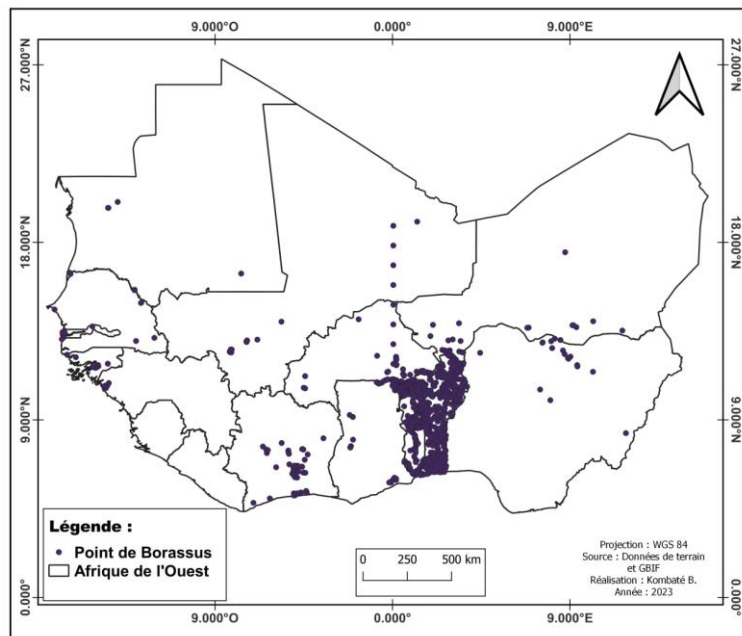 9.000°O 0.000° 9.000°E
27.000°N 27.000°N
18.000°N 18.000°N
9.000°N 9.000°N
0.000° 0.000°
Légende :
Point de Borassus
Afrique de l'Ouest
0 250 500 km
Projection : WGS 84
Source : Données de terrain
et GBIF
Réalisation : Kombaté B.
Année : 2023
9.000°O 0.000° 9.000°E